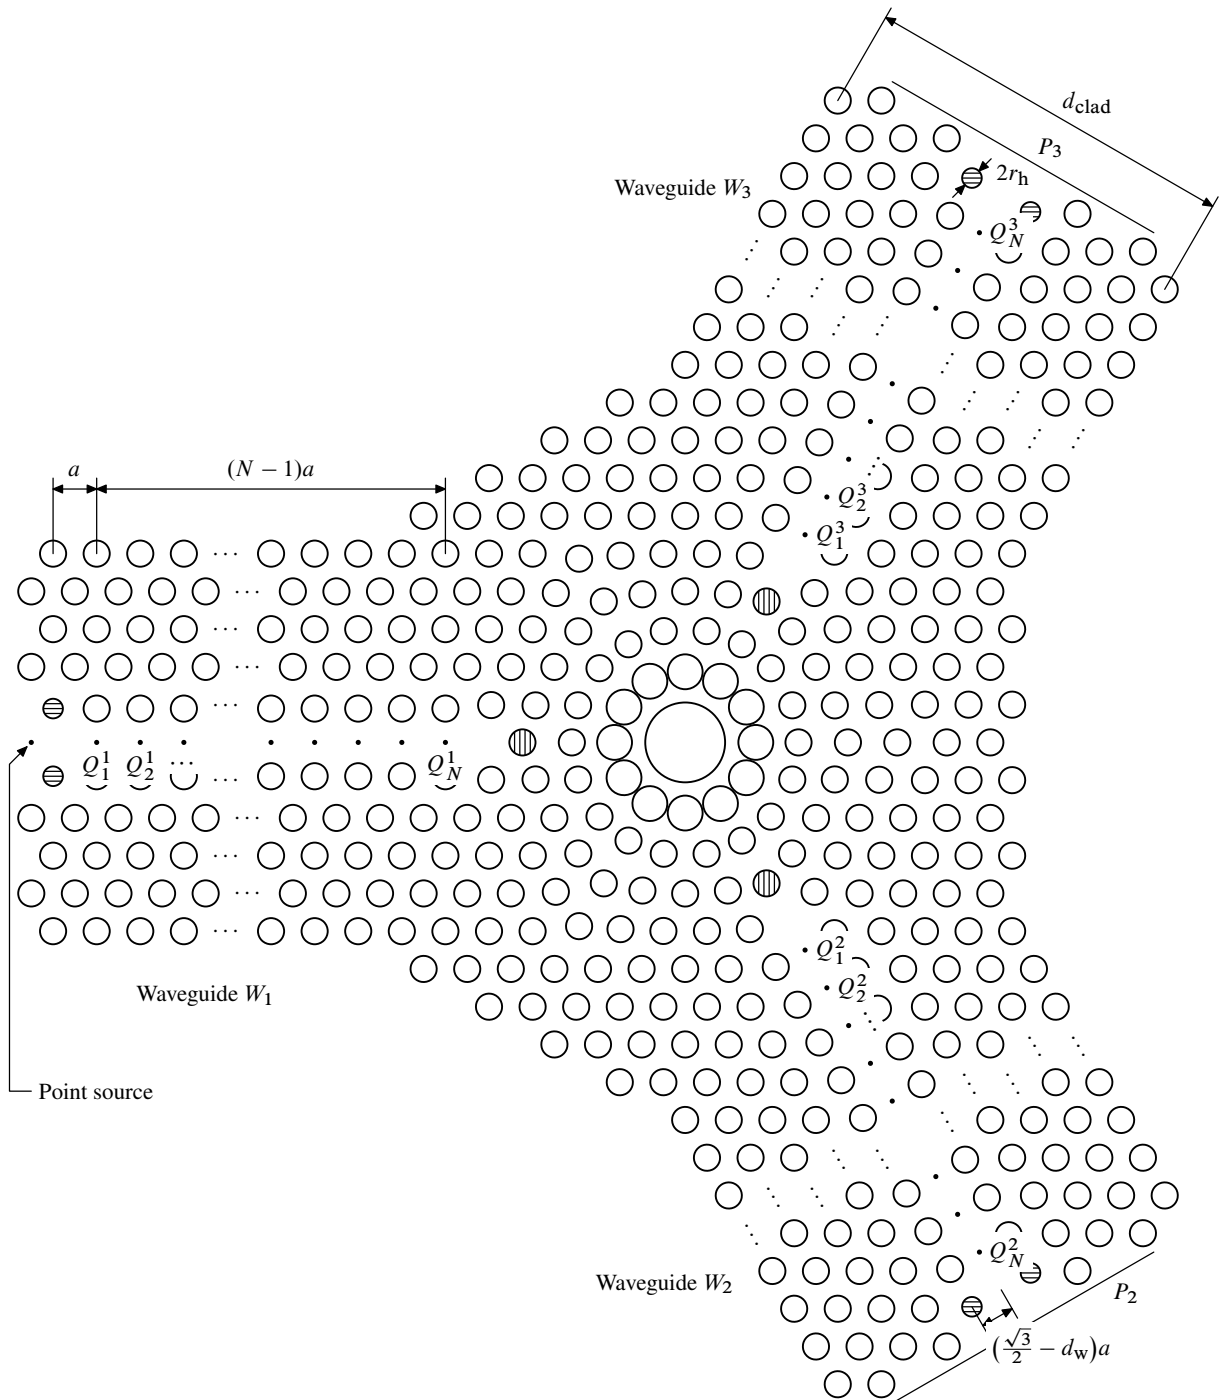 d_clad
P_3
2r_h
Waveguide W_3
Q_N^3
a
(N − 1)a
Q_2^3
Q_1^3
Q_1^1 Q_2^1 ... Q_N^1
Q_1^2
Waveguide W_1
Q_2^2
Point source
Q_N^2
Waveguide W_2
P_2
(√3/2 − d_w)a